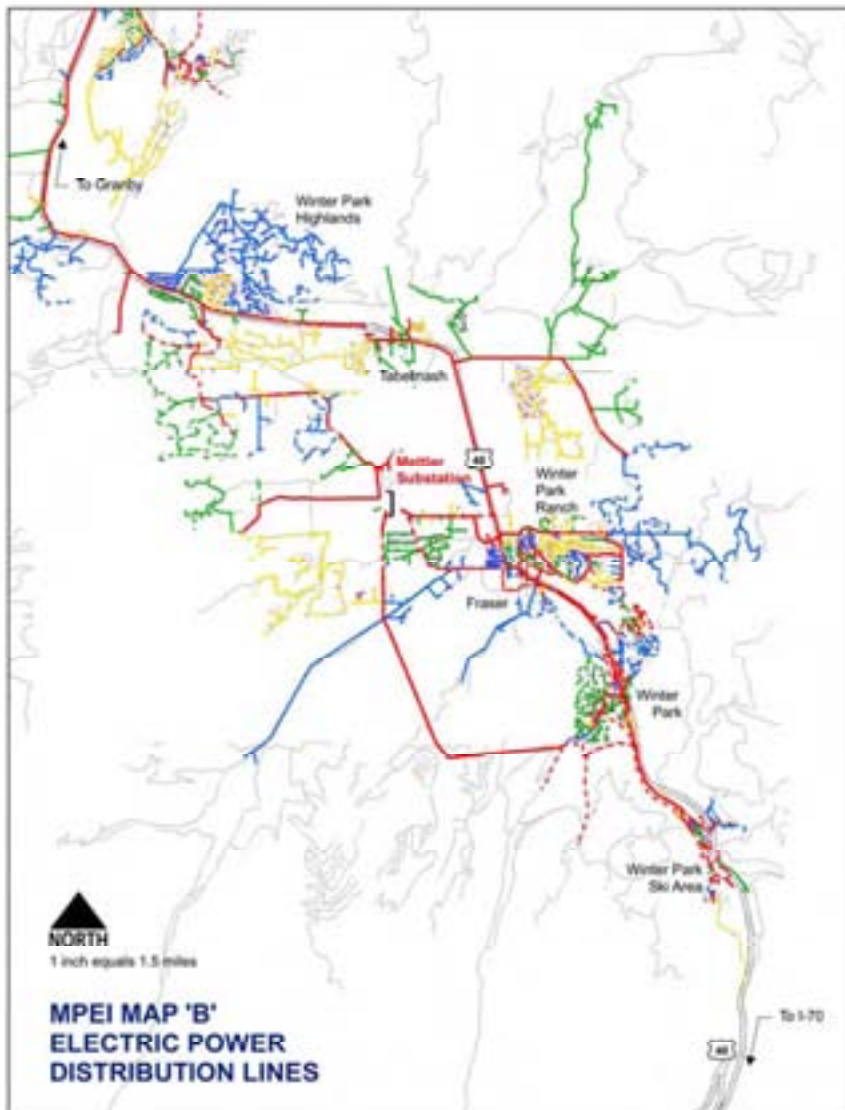 To Granby
Winter Park
Highlands
Tabernash
Mettler
Substation
40
Winter
Park
Ranch
Fraser
Winter
Park
Winter Park
Ski Area
NORTH
1 inch equals 1.5 miles
To I-70
40
MPEI MAP 'B'
ELECTRIC POWER
DISTRIBUTION LINES